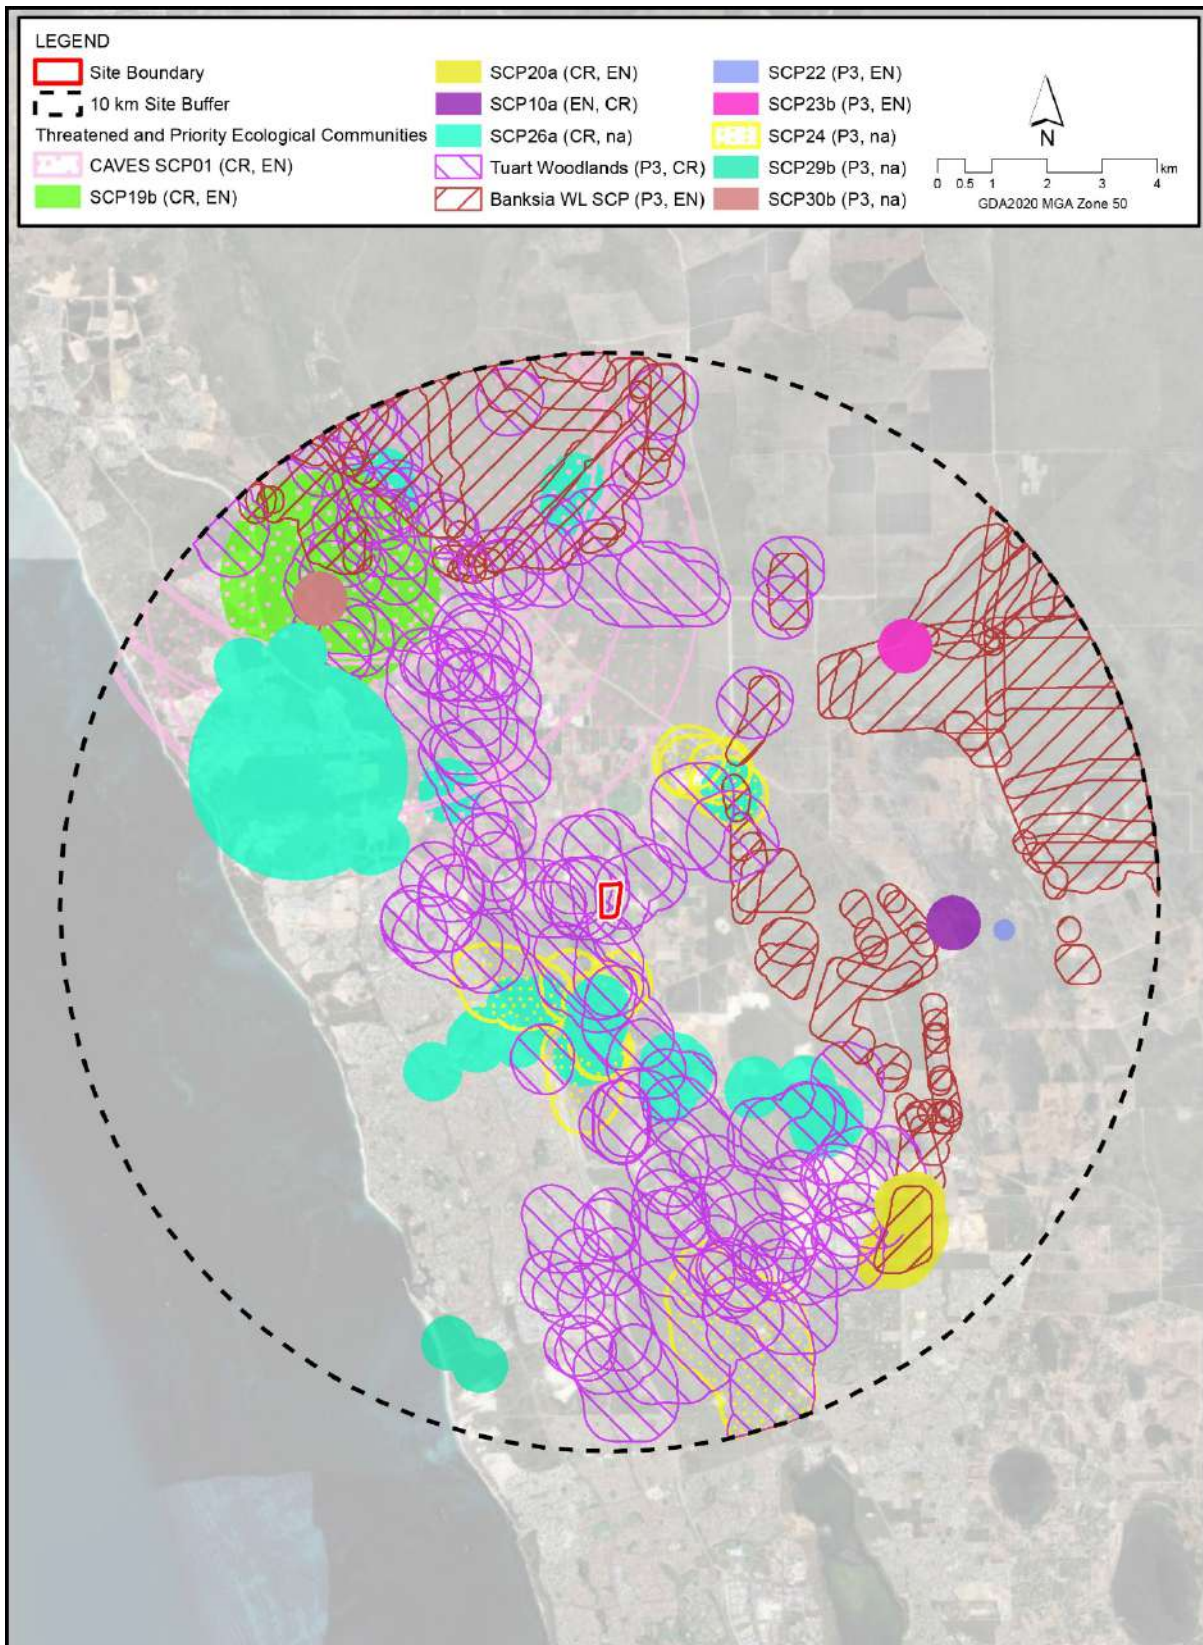 LEGEND
Site Boundary
10 km Site Buffer
Threatened and Priority Ecological Communities
CAVES SCP01 (CR, EN)
SCP19b (CR, EN)
SCP20a (CR, EN)
SCP10a (EN, CR)
SCP26a (CR, na)
Tuart Woodlands (P3, CR)
Banksia WL SCP (P3, EN)
SCP22 (P3, EN)
SCP23b (P3, EN)
SCP24 (P3, na)
SCP29b (P3, na)
SCP30b (P3, na)
N
km
0 0.5 1 2 3 4
GDA2020 MGA Zone 50